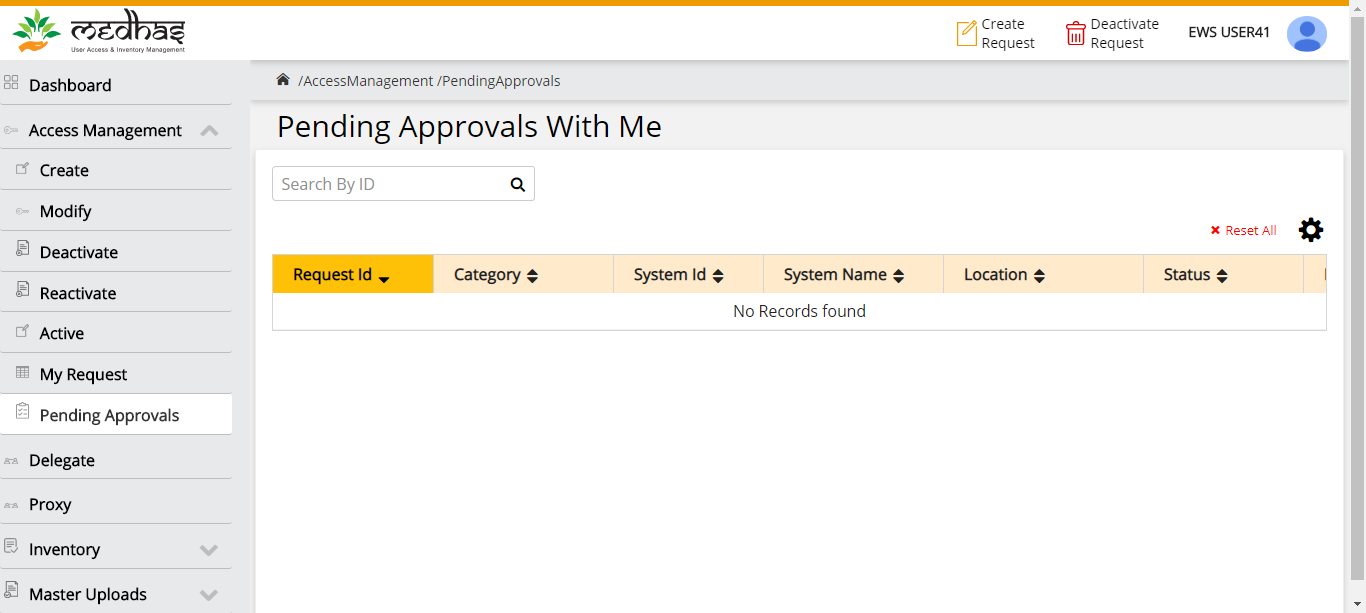 medhas
User Access & Inventory Management
Create
Request
Deactivate
Request
EWS USER41
Dashboard
Access Management
Create
Modify
Deactivate
Reactivate
Active
My Request
Pending Approvals
Delegate
Proxy
Inventory
Master Uploads
/AccessManagement /PendingApprovals
Pending Approvals With Me
Search By ID
Reset All
Request Id Category System Id System Name Location Status
No Records found